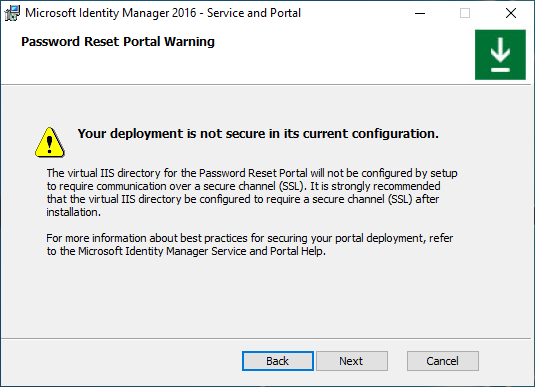 Microsoft Identity Manager 2016 - Service and Portal
Password Reset Portal Warning
Your deployment is not secure in its current configuration.
The virtual IIS directory for the Password Reset Portal will not be configured by setup
to require communication over a secure channel (SSL). It is strongly recommended
that the virtual IIS directory be configured to require a secure channel (SSL) after
installation.
For more information about best practices for securing your portal deployment, refer
to the Microsoft Identity Manager Service and Portal Help.
Back
Next
Cancel